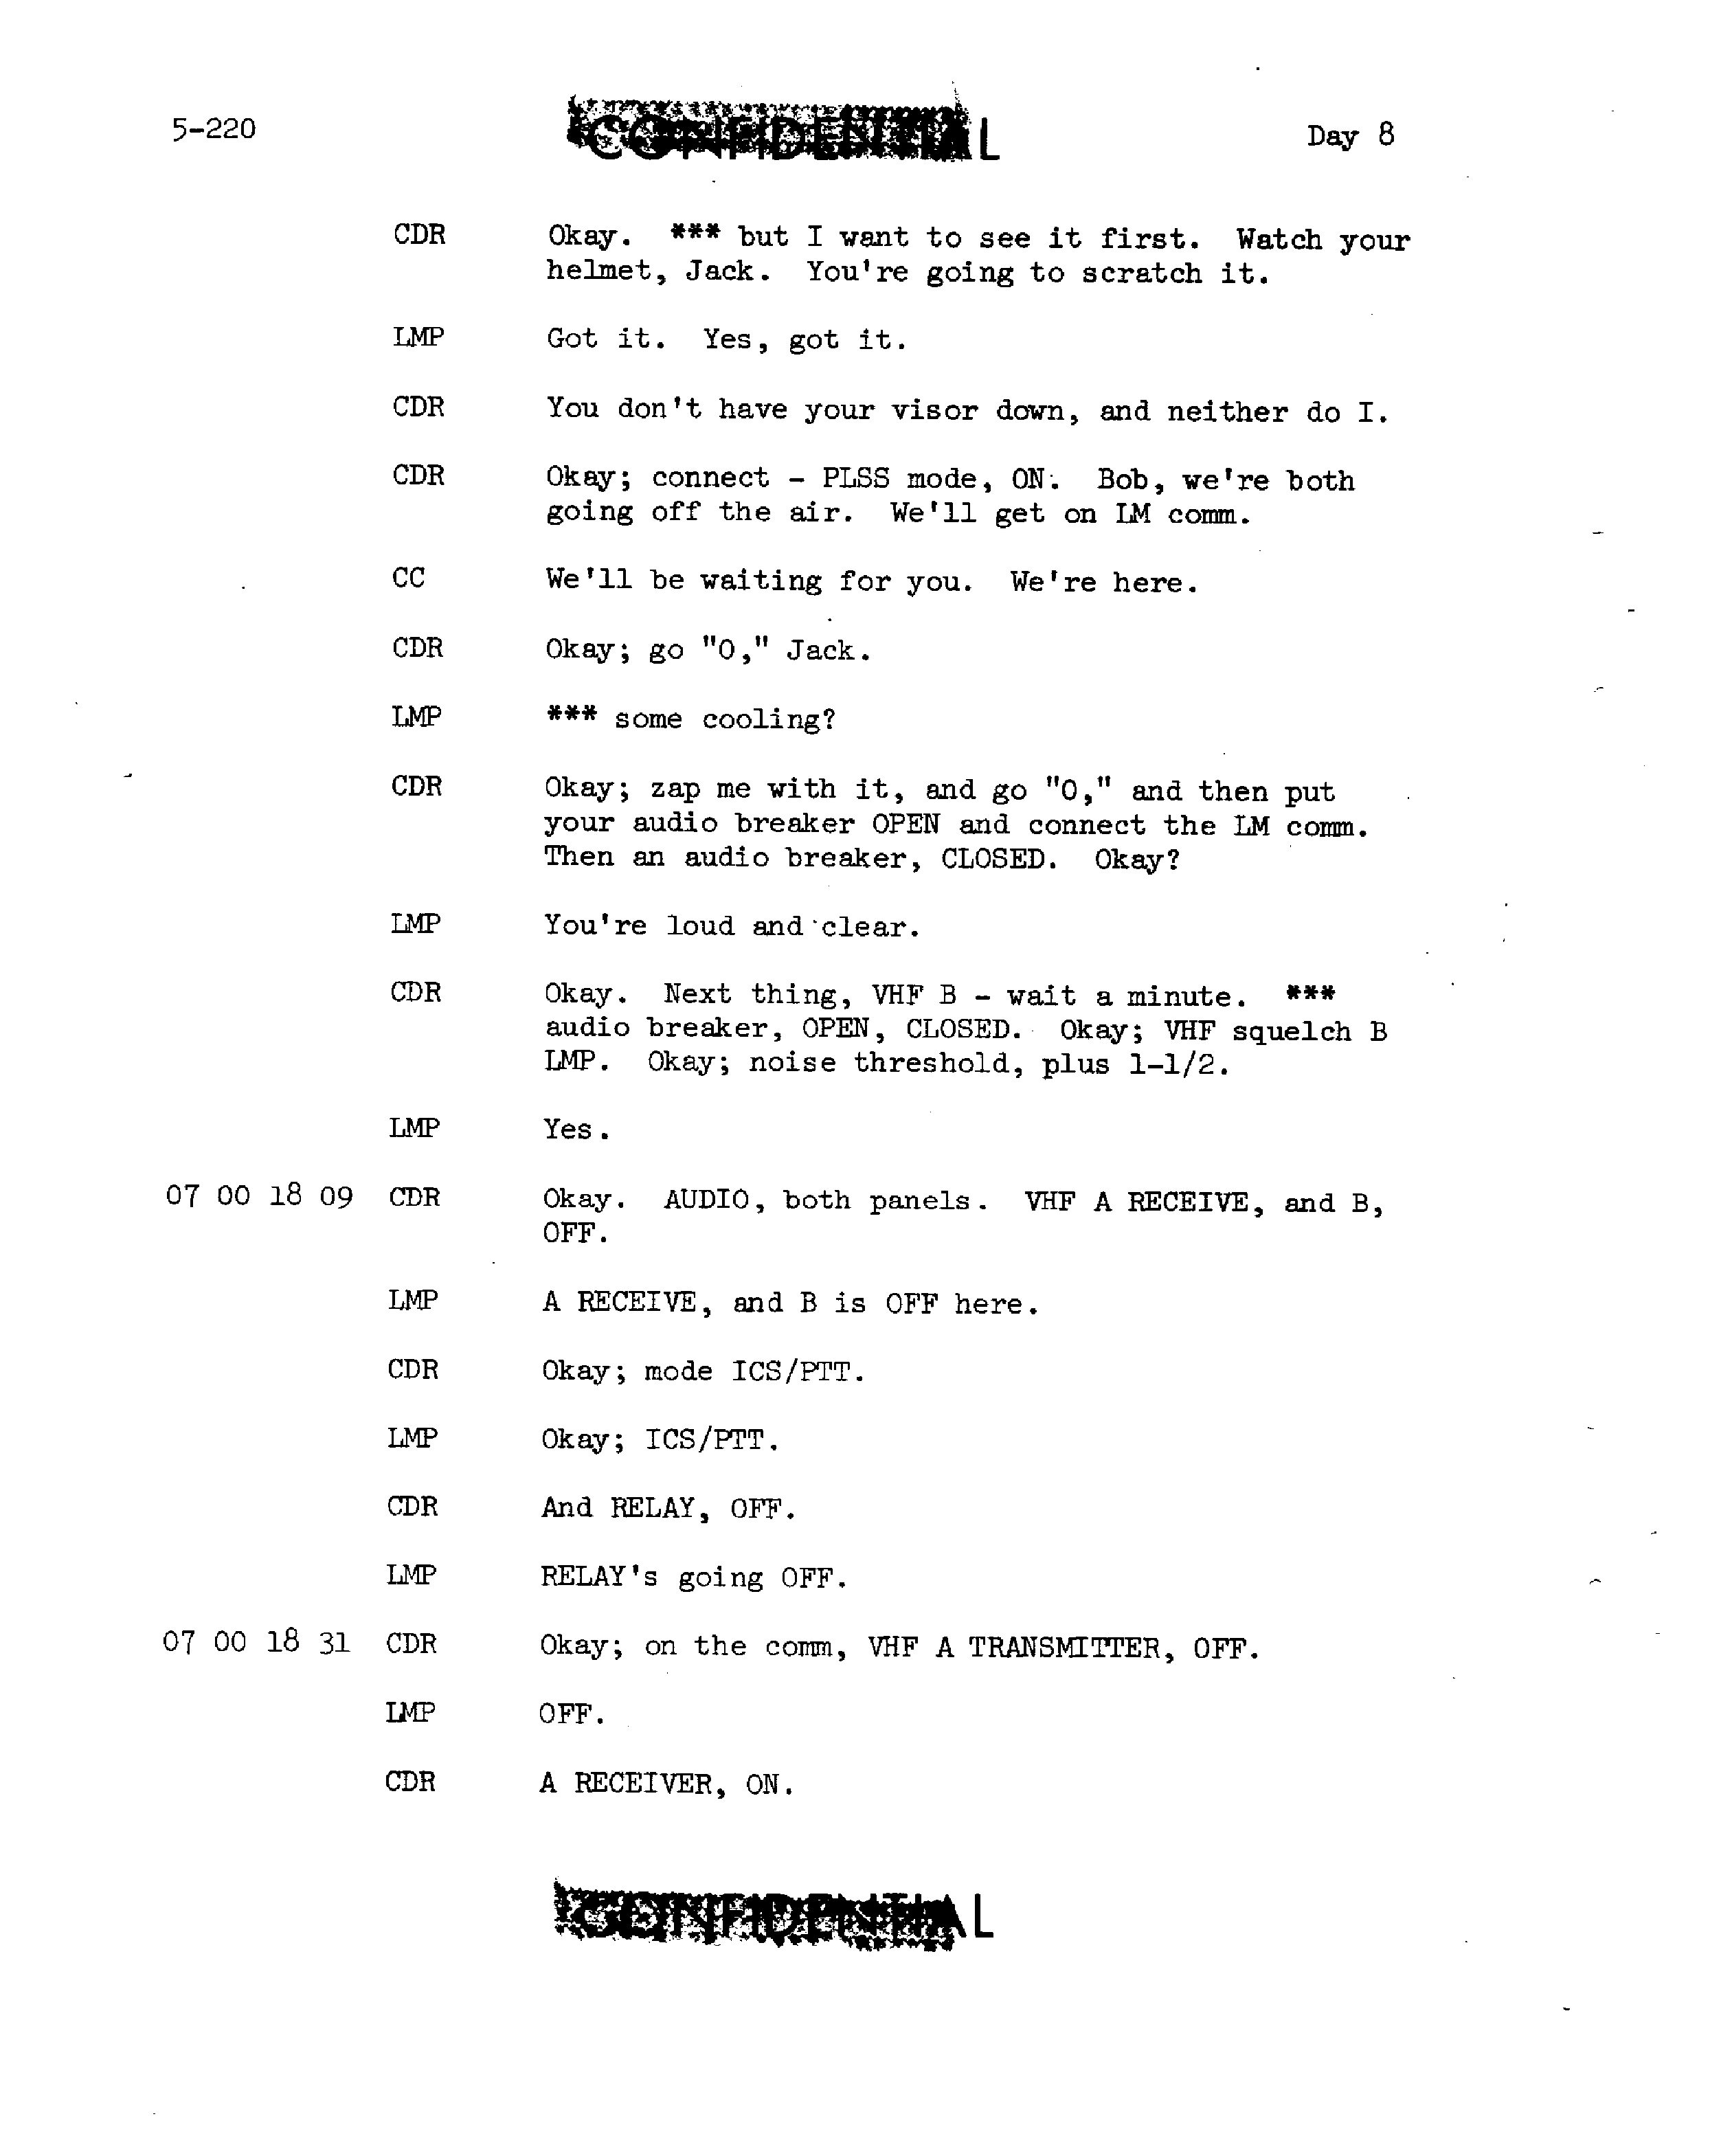 5-220
CONFIDENTIAL
Day 8
CDR Okay. *** but I want to see it first. Watch your
helmet, Jack. You're going to scratch it.
LMP Got it. Yes, got it.
CDR You don't have your visor down, and neither do I.
CDR Okay; connect - PLSS mode, ON. Bob, we're both
going off the air. We'll get on LM comm.
CC We'll be waiting for you. We're here.
CDR Okay; go "O," Jack.
LMP *** some cooling?
CDR Okay; zap me with it, and go "O," and then put
your audio breaker OPEN and connect the LM comm.
Then an audio breaker, CLOSED. Okay?
LMP You're loud and clear.
CDR Okay. Next thing, VHF B - wait a minute. ***
audio breaker, OPEN, CLOSED. Okay; VHF squelch B
LMP. Okay; noise threshold, plus 1-1/2.
LMP Yes.
07 00 18 09 CDR Okay. AUDIO, both panels. VHF A RECEIVE, and B,
OFF.
LMP A RECEIVE, and B is OFF here.
CDR Okay; mode ICS/PTT.
LMP Okay; ICS/PTT.
CDR And RELAY, OFF.
LMP RELAY's going OFF.
07 00 18 31 CDR Okay; on the comm, VHF A TRANSMITTER, OFF.
LMP OFF.
CDR A RECEIVER, ON.
CONFIDENTIAL